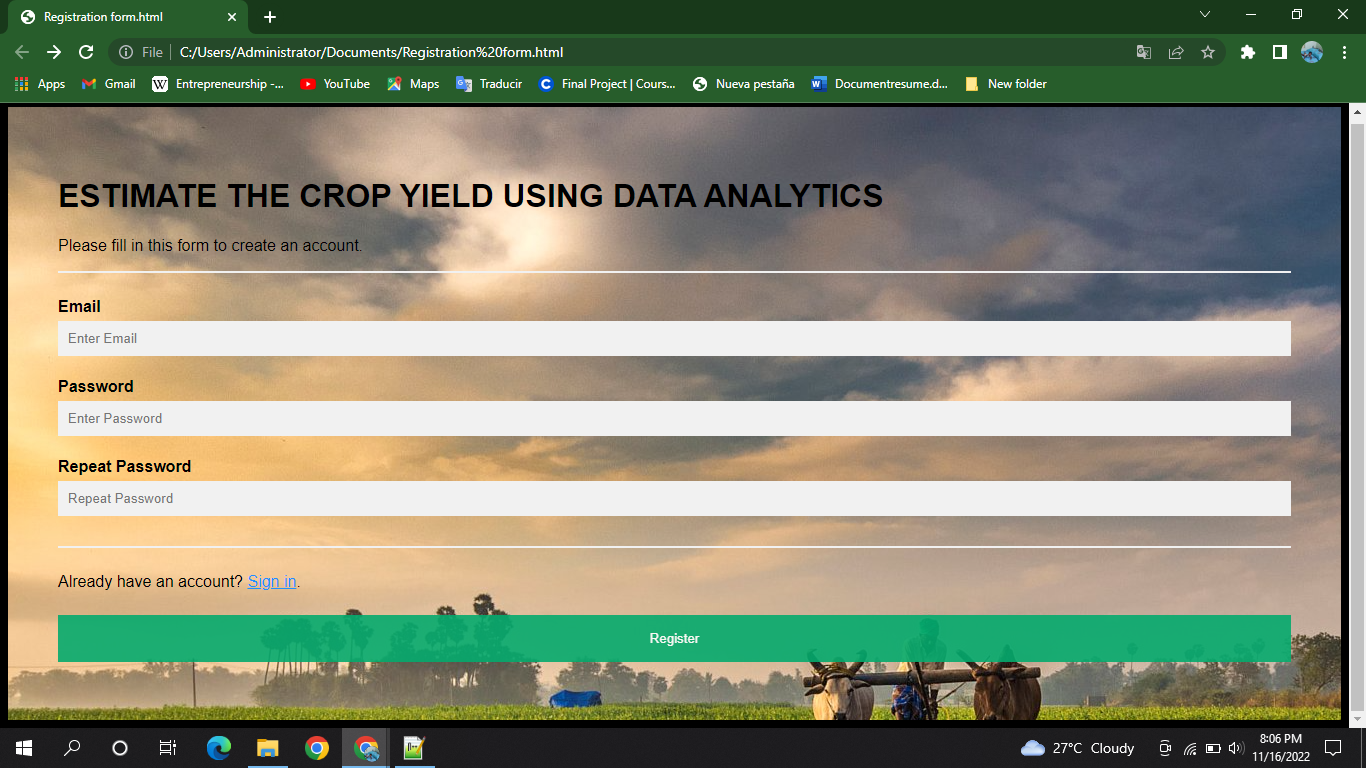 Registration form.html
File
C:/Users/Administrator/Documents/Registration%20form.html
Apps
Gmail
W
Entrepreneurship -...
YouTube
Maps
Traducir
C
Final Project | Cours...
Nueva pestaña
Documentresume.d...
New folder
ESTIMATE THE CROP YIELD USING DATA ANALYTICS
Please fill in this form to create an account.
Email
Enter Email
Password
Enter Password
Repeat Password
Repeat Password
Already have an account? Sign in.
Register
27°C Cloudy
8:06 PM
11/16/2022